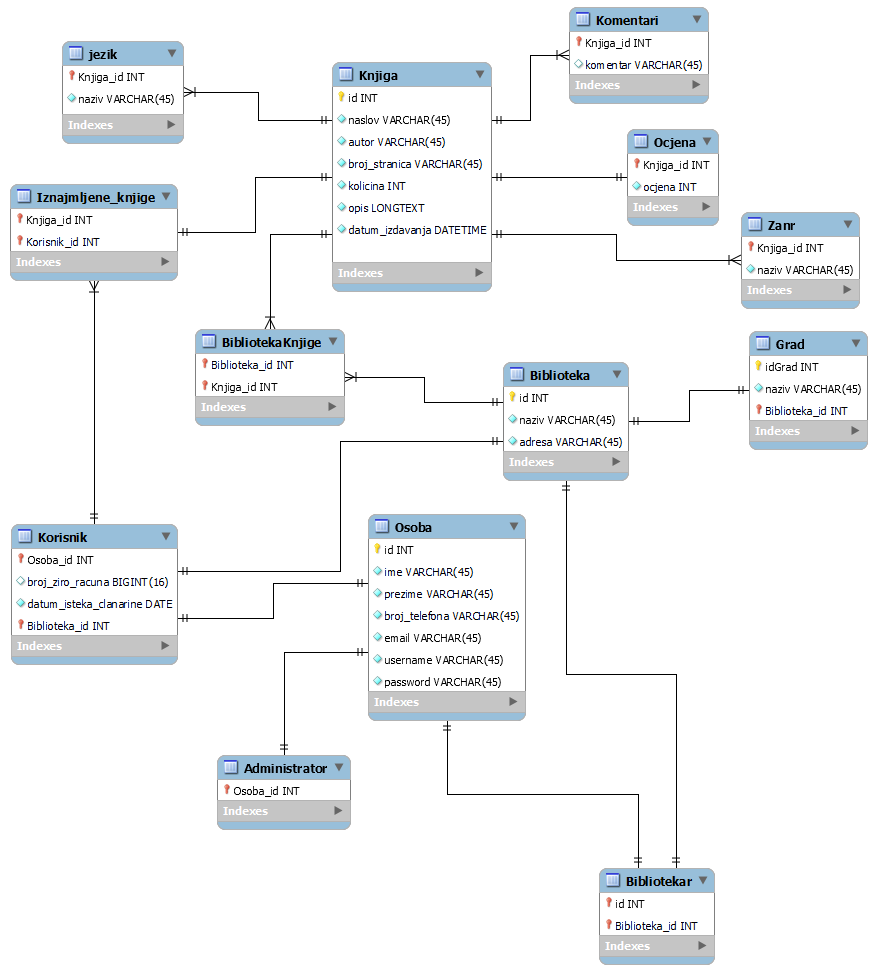 jezik
Knjiga_id INT
naziv VARCHAR(45)
Indexes
Knjiga
id INT
naslov VARCHAR(45)
autor VARCHAR(45)
broj_stranica VARCHAR(45)
kolicina INT
opis LONGTEXT
datum_izdavanja DATETIME
Indexes
Komentari
Knjiga_id INT
komentar VARCHAR(45)
Indexes
Ocjena
Knjiga_id INT
ocjena INT
Indexes
Iznajmljene_knjige
Knjiga_id INT
Korisnik_id INT
Indexes
Zanr
Knjiga_id INT
naziv VARCHAR(45)
Indexes
BibliotekaKnjige
Biblioteka_id INT
Knjiga_id INT
Indexes
Biblioteka
id INT
naziv VARCHAR(45)
adresa VARCHAR(45)
Indexes
Grad
idGrad INT
naziv VARCHAR(45)
Biblioteka_id INT
Indexes
Korisnik
Osoba_id INT
broj_ziro_racuna BIGINT(16)
datum_isteka_clanarine DATE
Biblioteka_id INT
Indexes
Osoba
id INT
ime VARCHAR(45)
prezime VARCHAR(45)
broj_telefona VARCHAR(45)
email VARCHAR(45)
username VARCHAR(45)
password VARCHAR(45)
Indexes
Administrator
Osoba_id INT
Indexes
Bibliotekar
id INT
Biblioteka_id INT
Indexes